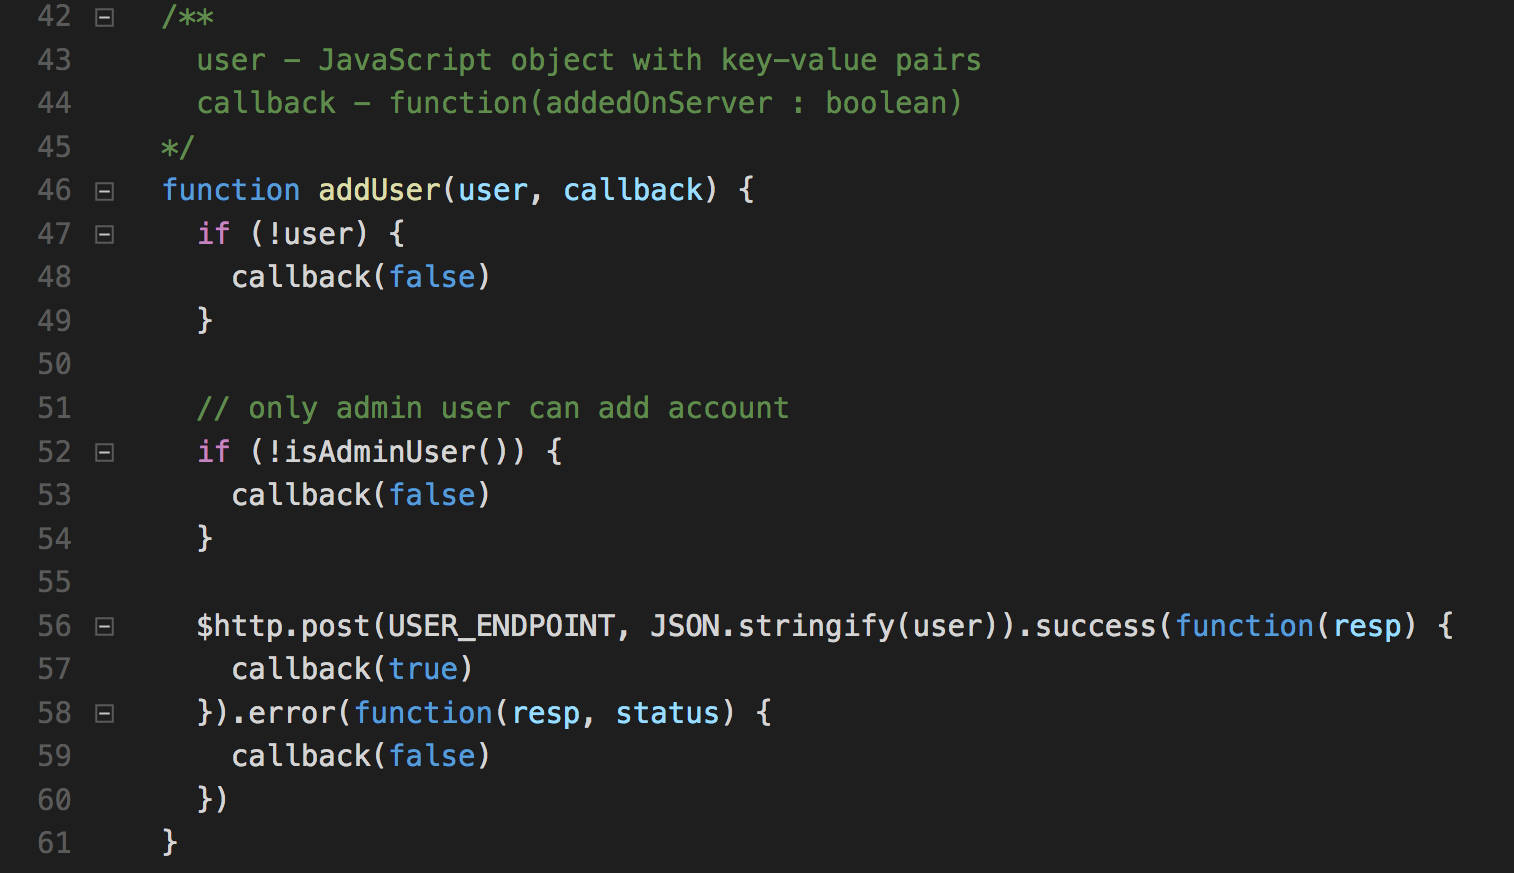 42 /**
43 user – JavaScript object with key-value pairs
44 callback – function(addedOnServer : boolean)
45 */
46 function addUser(user, callback) {
47 if (!user) {
48 callback(false)
49 }
50
51 // only admin user can add account
52 if (!isAdminUser()) {
53 callback(false)
54 }
55
56 $http.post(USER_ENDPOINT, JSON.stringify(user)).success(function(resp) {
57 callback(true)
58 }).error(function(resp, status) {
59 callback(false)
60 })
61 }